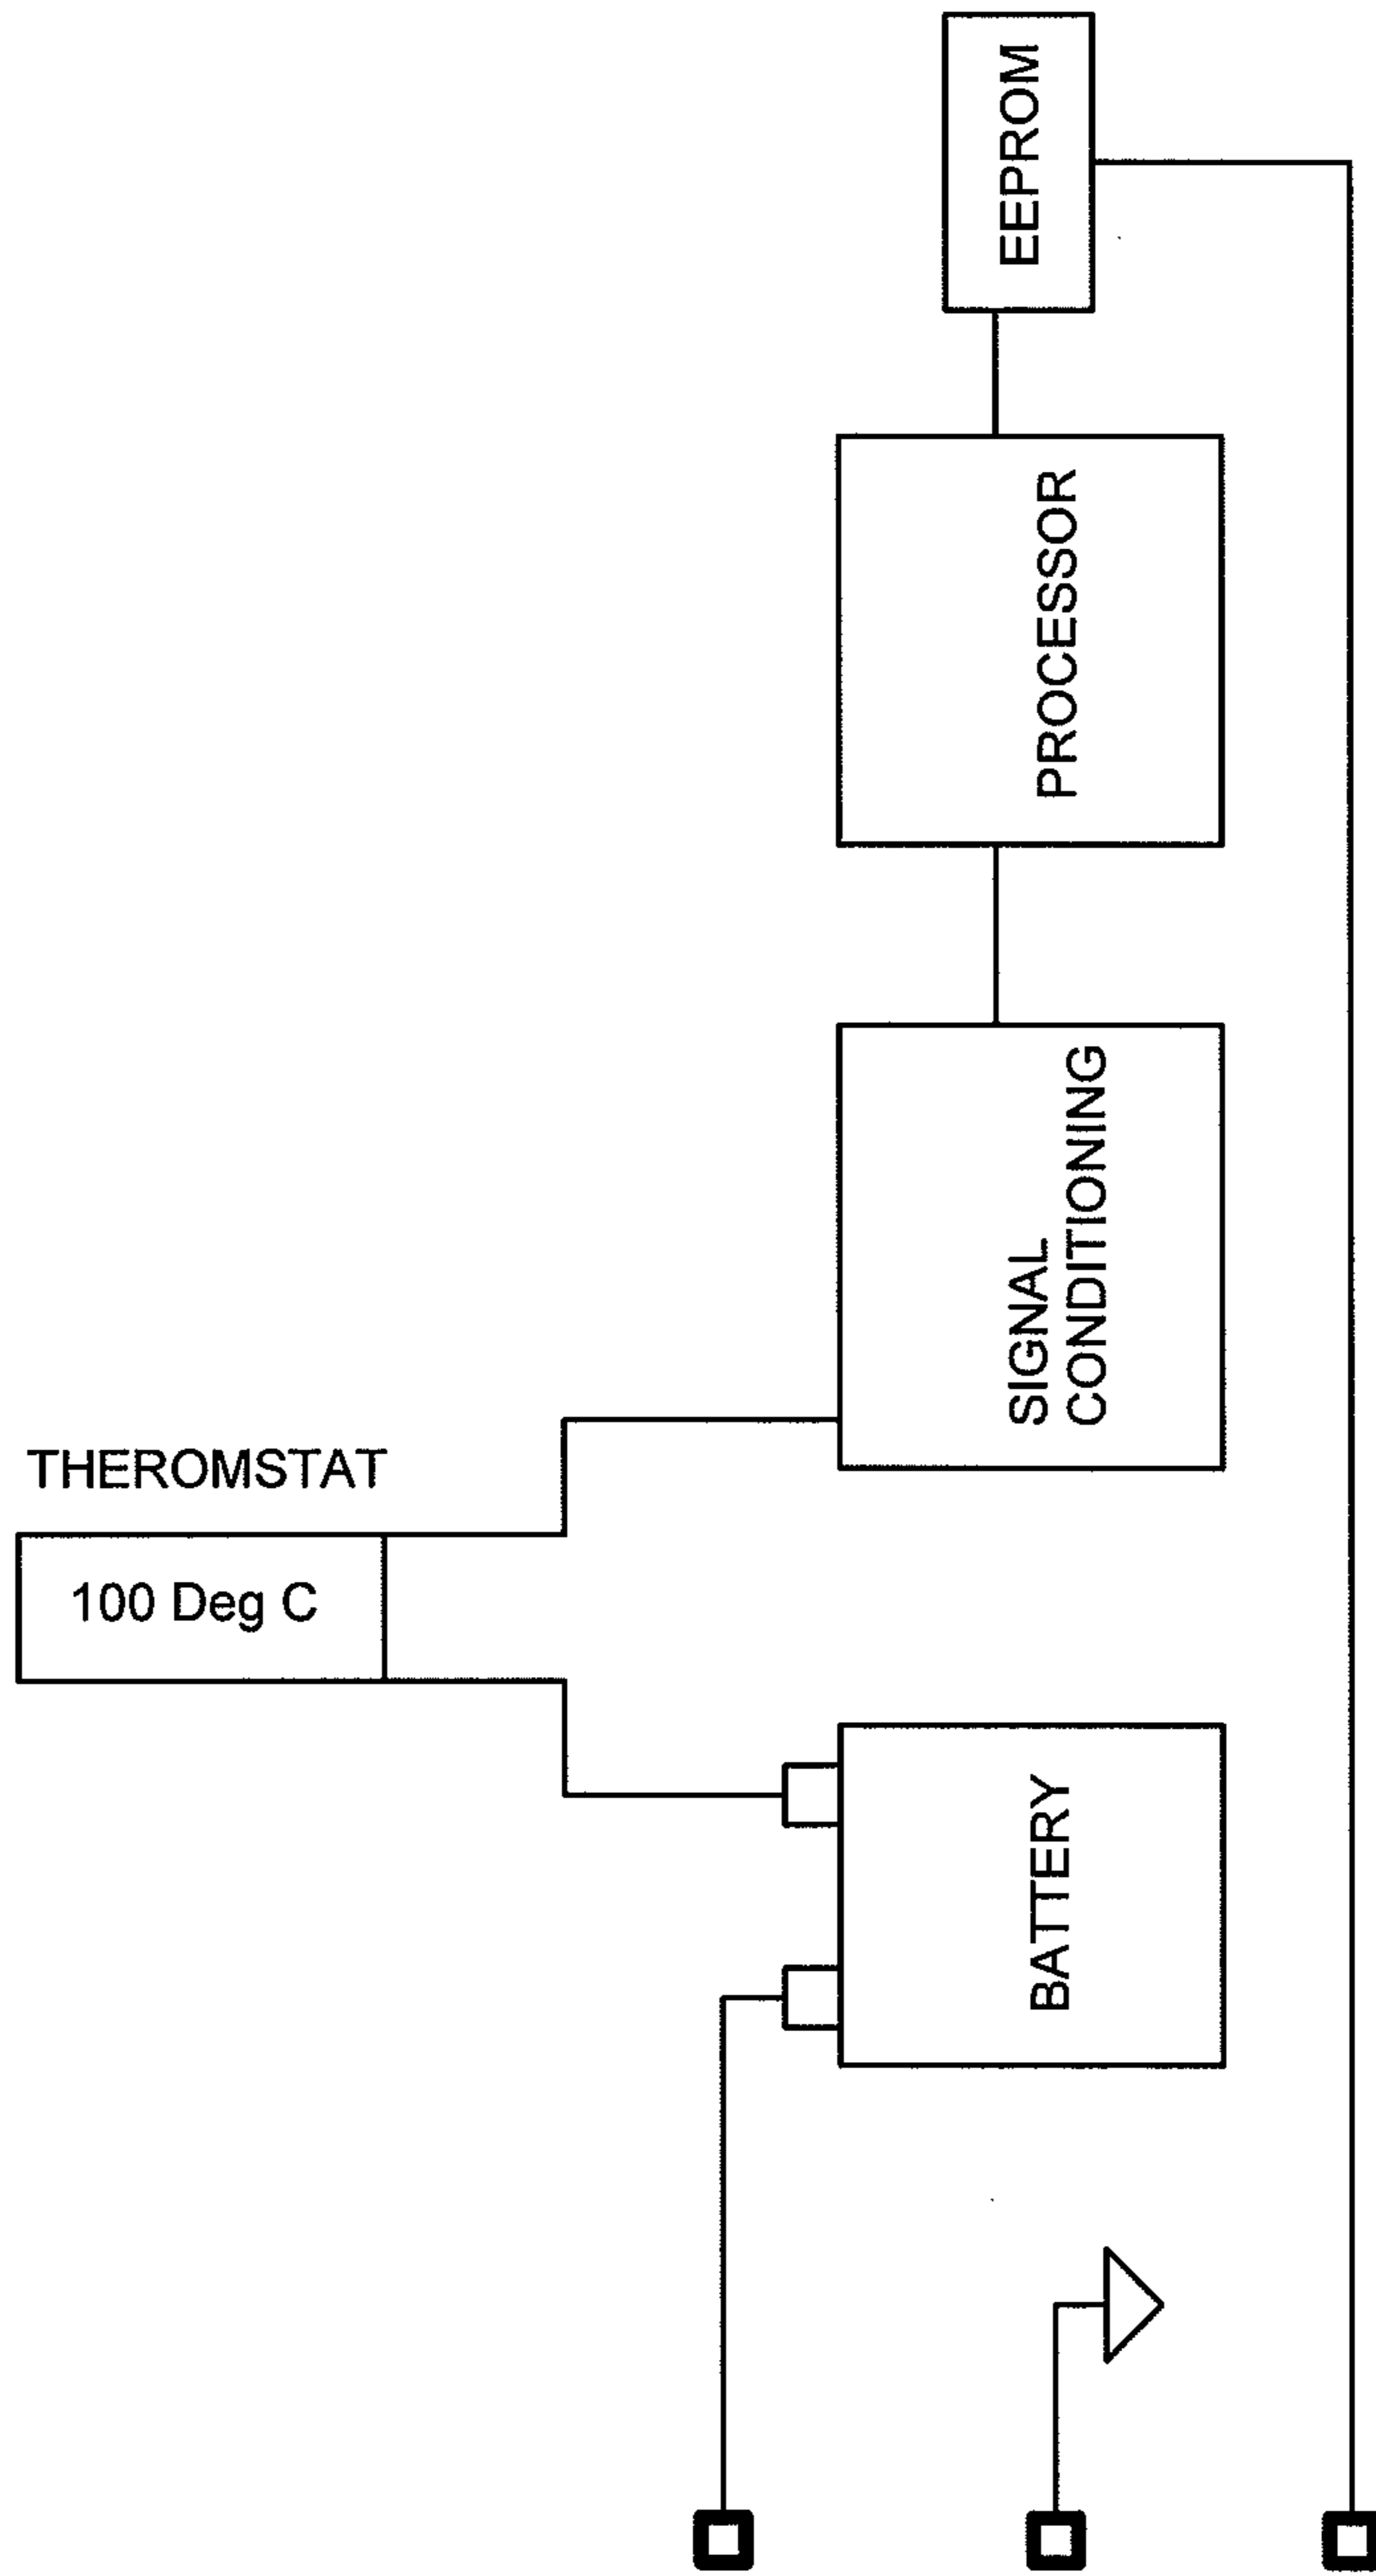 THEROMSTAT
100 Deg C
BATTERY
SIGNAL
CONDITIONING
PROCESSOR
EEPROM